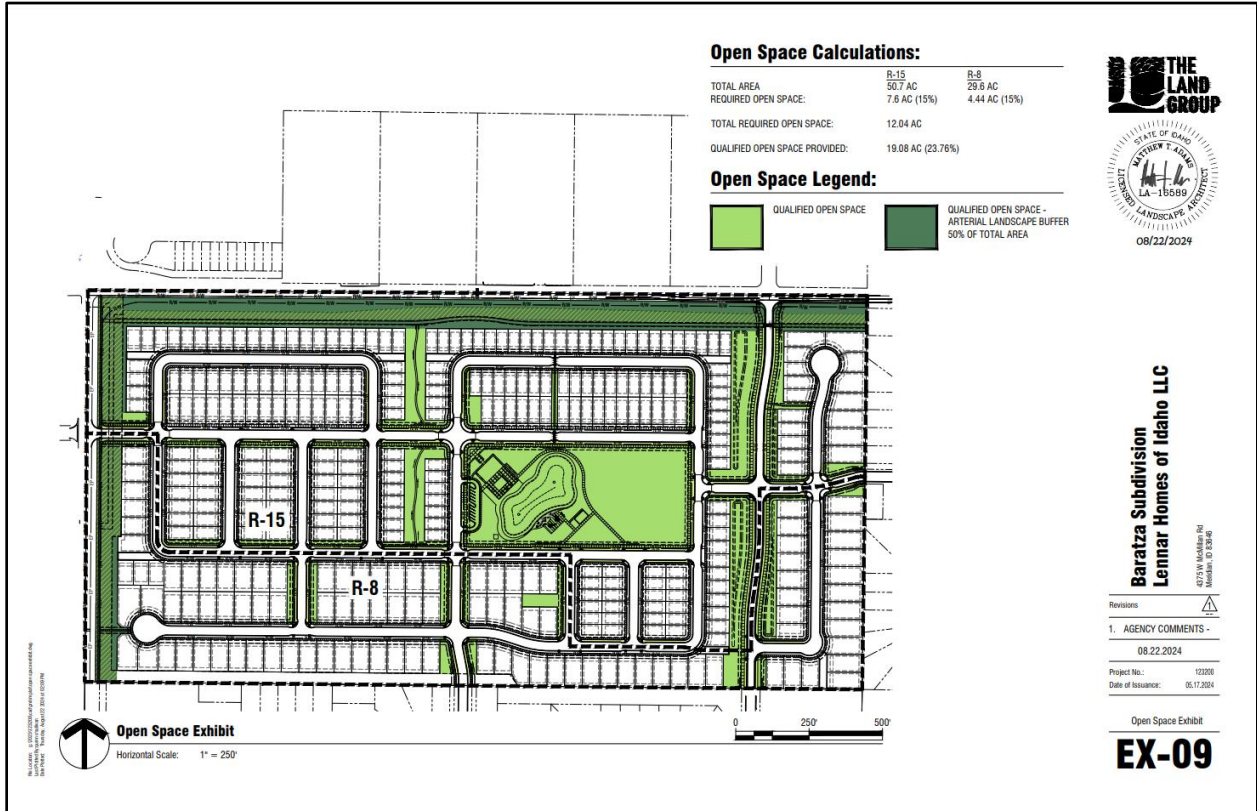 Open Space Calculations:
R-15 R-8
TOTAL AREA 50.7 AC 29.6 AC
REQUIRED OPEN SPACE: 7.6 AC (15%) 4.44 AC (15%)
TOTAL REQUIRED OPEN SPACE: 12.04 AC
QUALIFIED OPEN SPACE PROVIDED: 19.08 AC (23.76%)
Open Space Legend:
QUALIFIED OPEN SPACE
QUALIFIED OPEN SPACE -
ARTERIAL LANDSCAPE BUFFER
50% OF TOTAL AREA
THE
LAND
GROUP
STATE OF IDAHO
MATTHEW T. ADAMS
LA-16589
LICENSED LANDSCAPE ARCHITECT
08/22/2024
R-15
R-8
Baratza Subdivision
Lennar Homes of Idaho LLC
4375 W McMillan Rd
Meridian, ID 83646
Revisions 1
1. AGENCY COMMENTS -
08.22.2024
Project No.: 123200
Date of Issuance: 05.17.2024
Open Space Exhibit
EX-09
Open Space Exhibit
Horizontal Scale: 1" = 250'
0 250' 500'